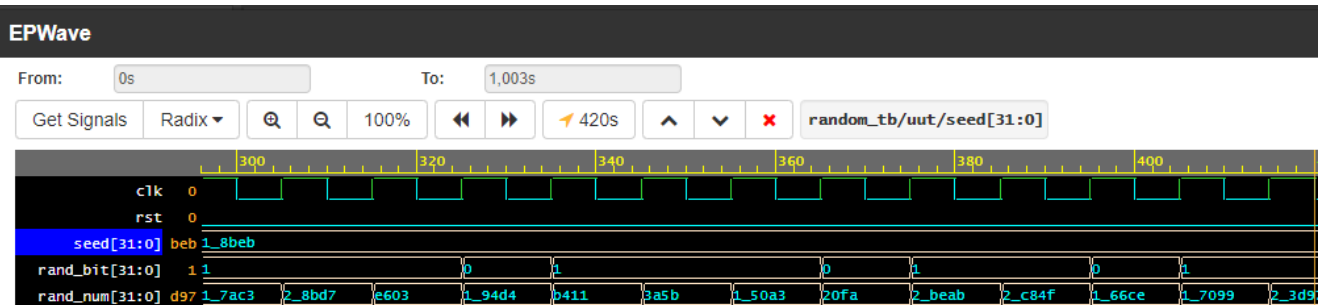 EPWave
From: 0s To: 1,003s
Get Signals Radix 100% 420s random_tb/uut/seed[31:0]
300 320 340 360 380 400
clk 0
rst 0
seed[31:0] beb 1_8beb
rand_bit[31:0] 1 1 0 1 0 1 0 1
rand_num[31:0] d97 1_7ac3 2_8bd7 e603 1_94d4 b411 3a5b 1_50a3 20fa 2_beab 2_c84f 1_66ce 1_7099 2_3d9